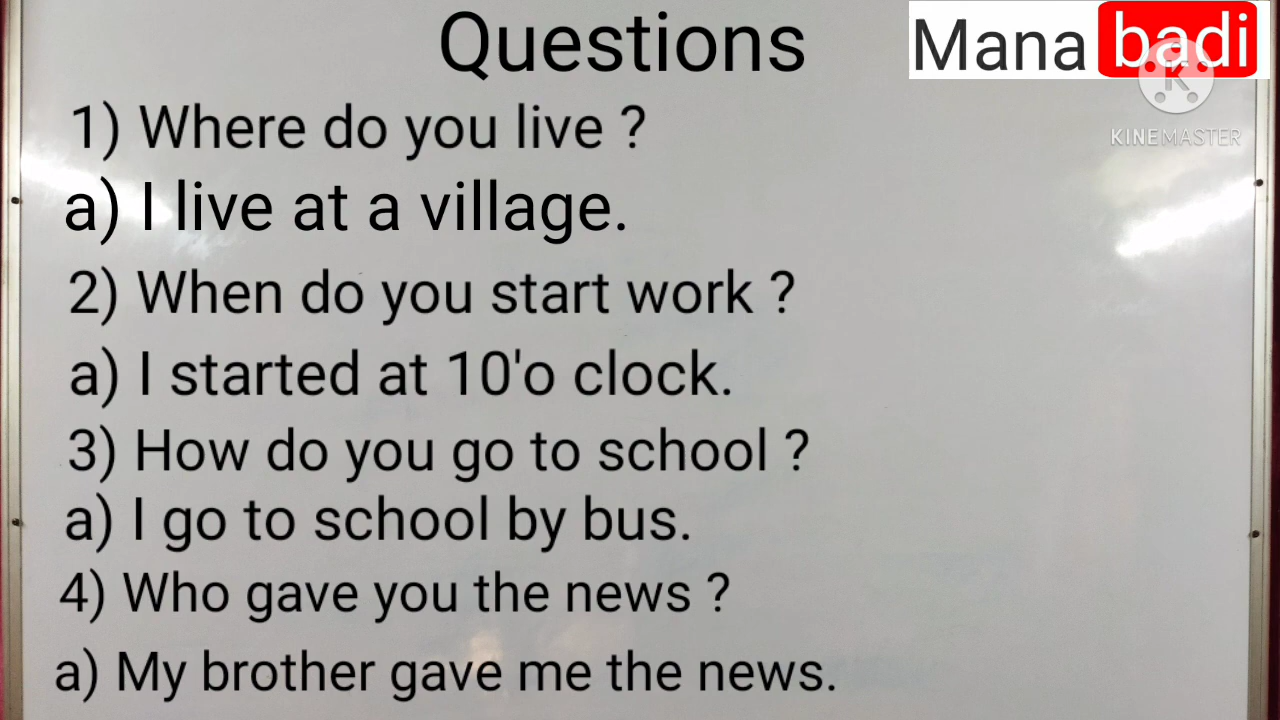 Questions
Mana badi
KINEMASTER
1) Where do you live ?
a) I live at a village.
2) When do you start work ?
a) I started at 10'o clock.
3) How do you go to school ?
a) I go to school by bus.
4) Who gave you the news ?
a) My brother gave me the news.